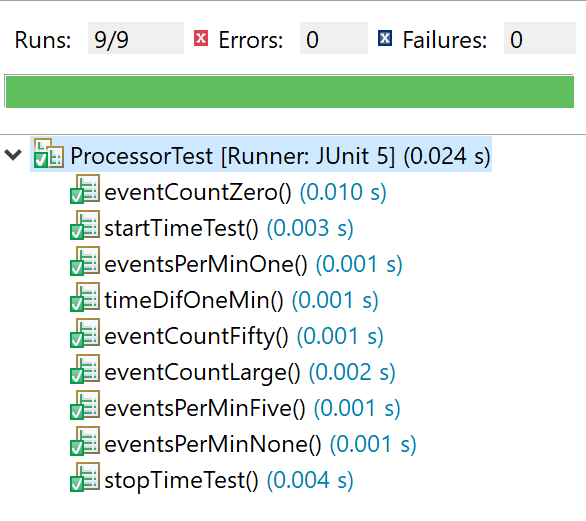 Runs: 9/9 Errors: 0 Failures: 0
ProcessorTest [Runner: JUnit 5] (0.024 s)
eventCountZero() (0.010 s)
startTimeTest() (0.003 s)
eventsPerMinOne() (0.001 s)
timeDifOneMin() (0.001 s)
eventCountFifty() (0.001 s)
eventCountLarge() (0.002 s)
eventsPerMinFive() (0.001 s)
eventsPerMinNone() (0.001 s)
stopTimeTest() (0.004 s)